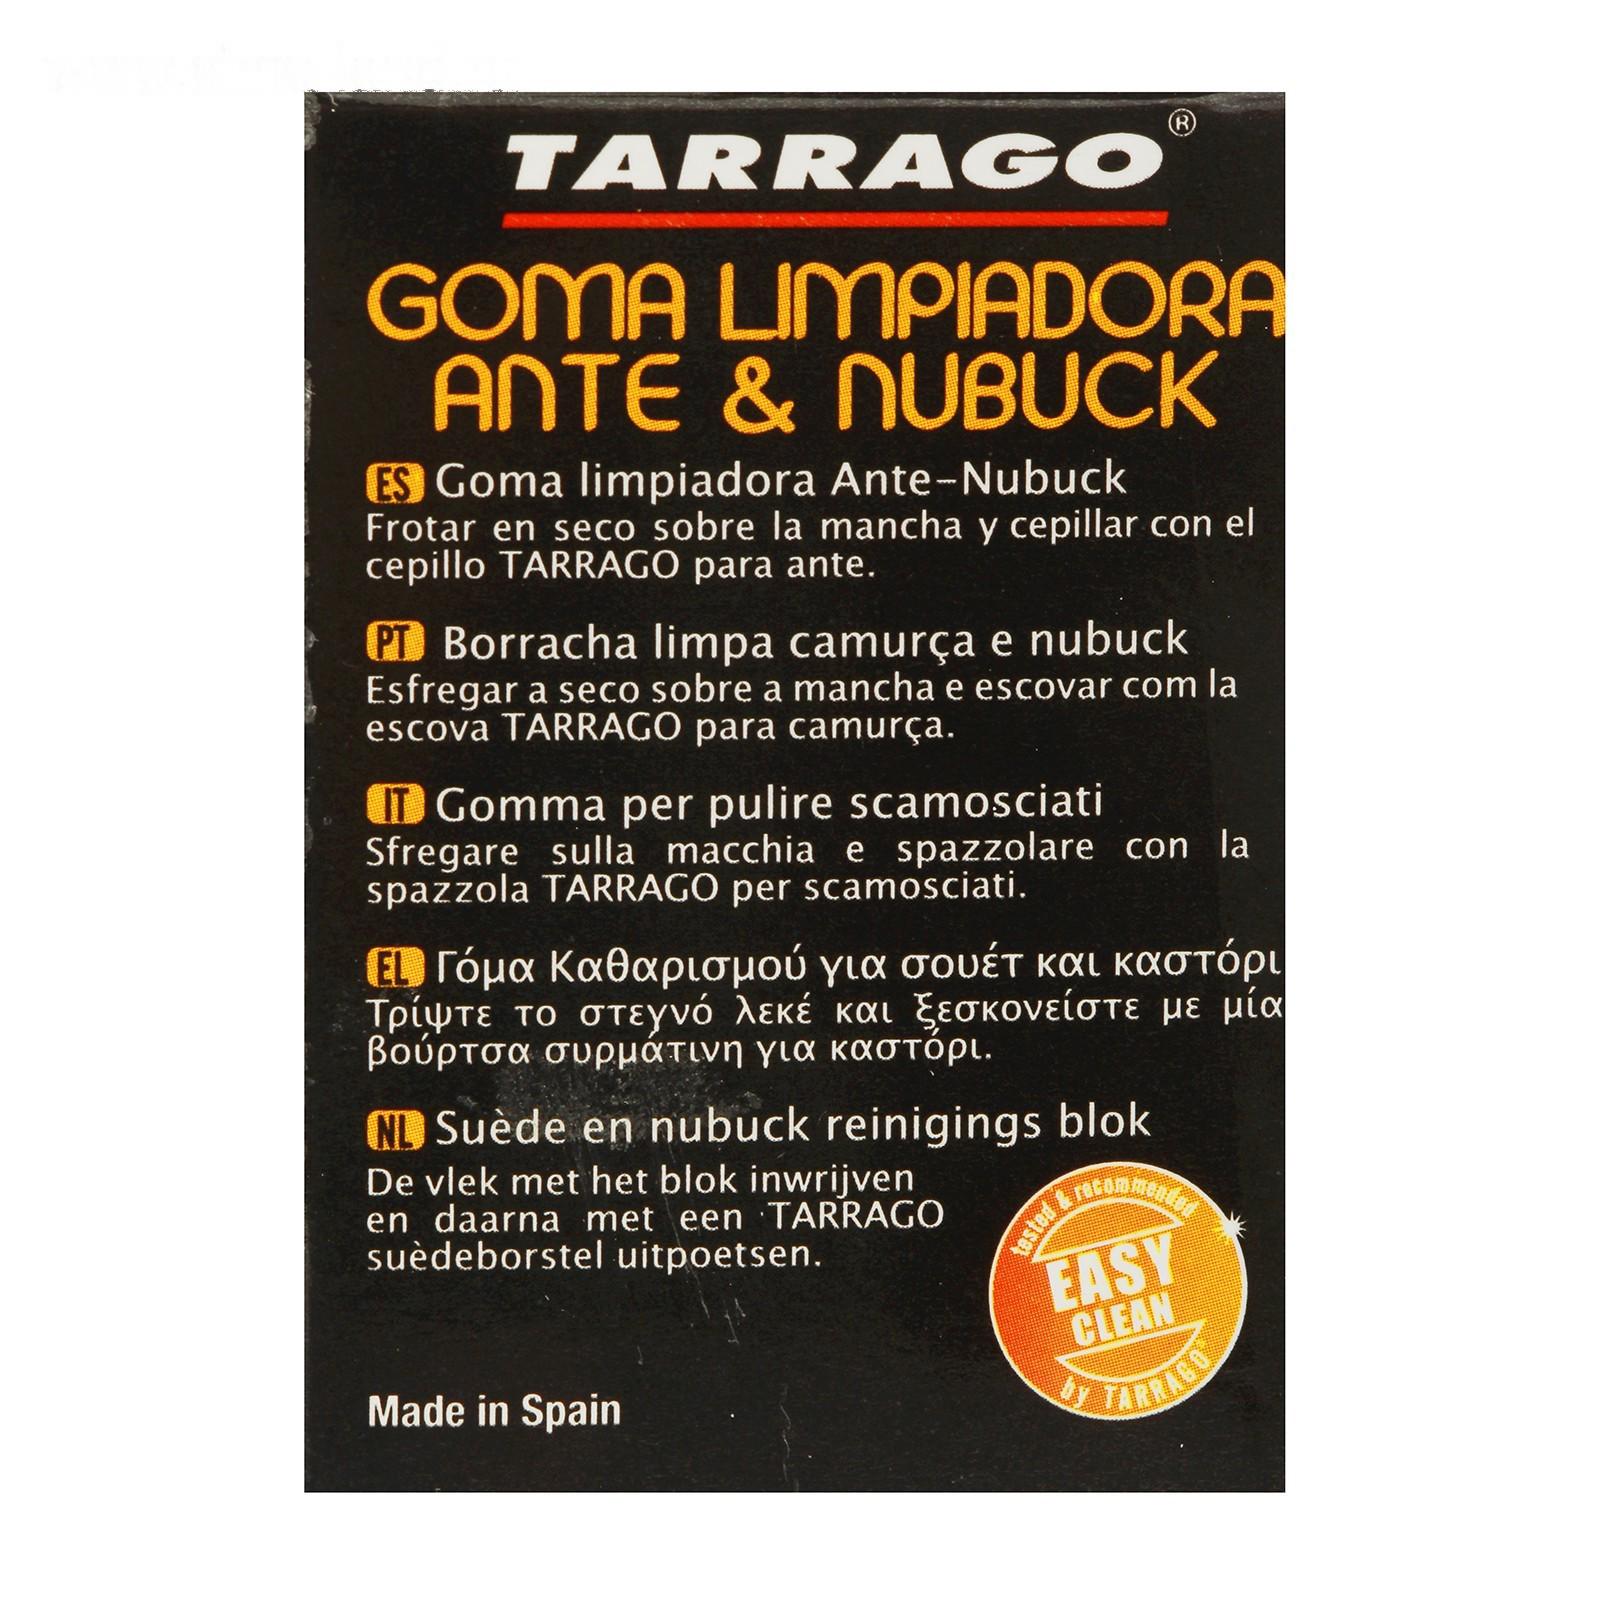 TARRAGO®
GOMA LIMPIADORA
ANTE & NUBUCK
ES Goma limpiadora Ante-Nubuck
Frotar en seco sobre la mancha y cepillar con el
cepillo TARRAGO para ante.
PT Borracha limpa camurça e nubuck
Esfregar a seco sobre a mancha e escovar com la
escova TARRAGO para camurça.
IT Gomma per pulire scamosciati
Sfregare sulla macchia e spazzolare con la
spazzola TARRAGO per scamosciati.
EL Γόμα Καθαρισμού για σουέτ και καστόρι
Τρίψτε το στεγνό λεκέ και ξεσκονείστε με μία
βούρτσα συρμάτινη για καστόρι.
NL Suède en nubuck reinigings blok
De vlek met het blok inwrijven
en daarna met een TARRAGO
suèdeborstel uitpoetsen.
tested & recommended
EASY
CLEAN
by TARRAGO
Made in Spain